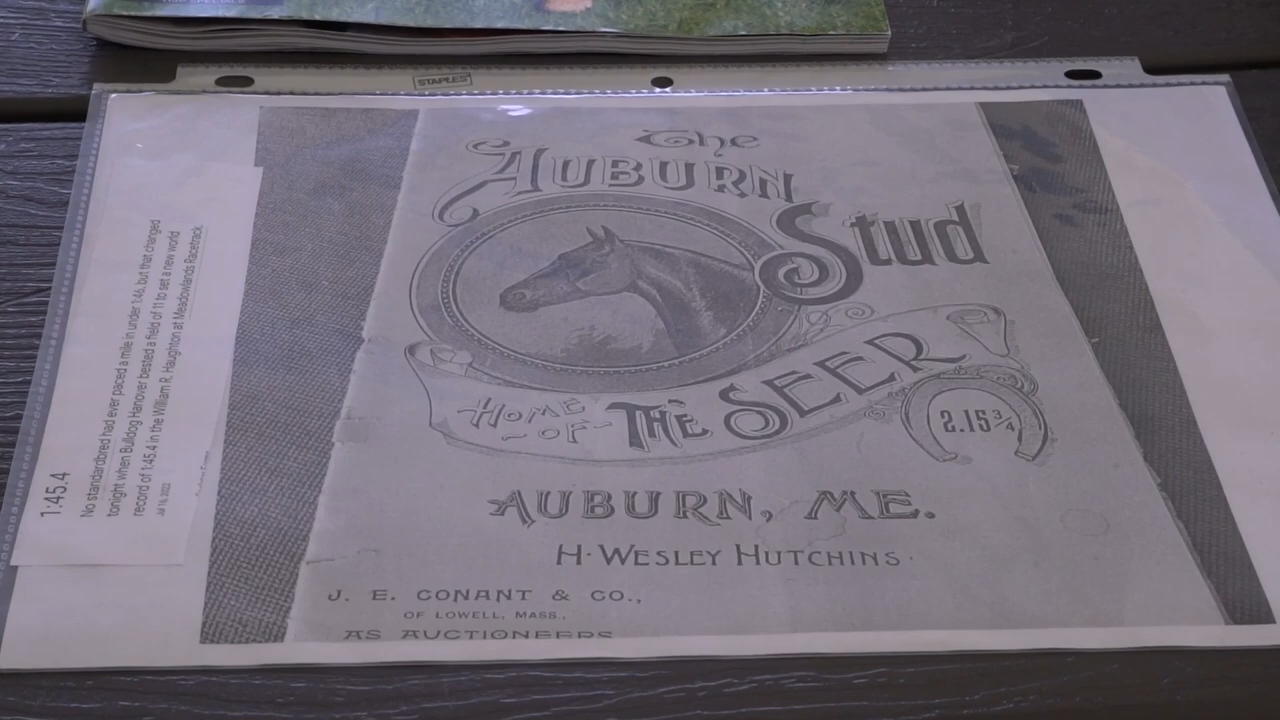 STAPLES
The
AUBURN
Stud
HOME
-OF-
THE SEER
2.15 3/4
AUBURN, ME.
H. WESLEY HUTCHINS.
J. E. CONANT & CO.,
OF LOWELL, MASS.,
AS AUCTIONEERS
1:45.4
No standardbred had ever paced a mile in under 1:46, but that changed
tonight when Bulldog Hanover bested a field of 11 to set a new world
record of 1:45.4 in the William R. Haughton at Meadowlands Racetrack
Jul 16, 2022